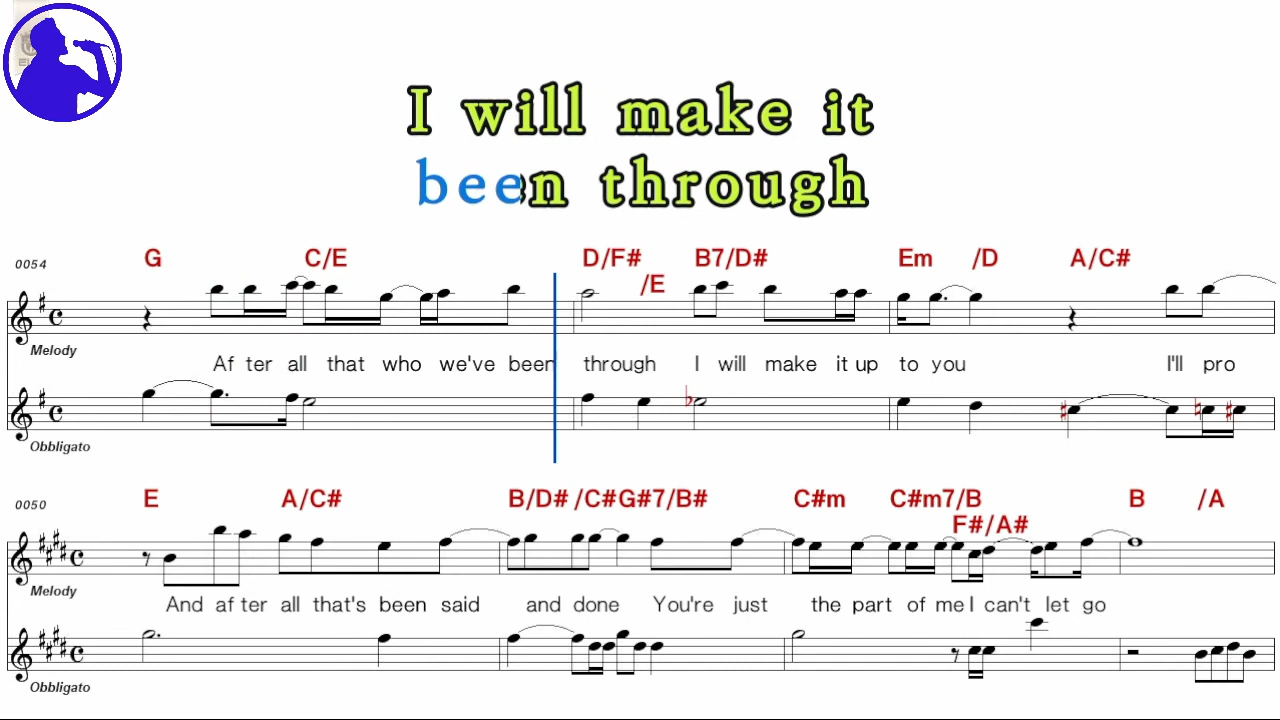 I will make it
been through
0054 G C/E D/F# /E B7/D# Em /D A/C#
Melody
Af ter all that who we've been through I will make it up to you I'll pro
Obbligato
0050 E A/C# B/D# /C# G#7/B# C#m C#m7/B F#/A# B /A
Melody
And af ter all that's been said and done You're just the part of me I can't let go
Obbligato